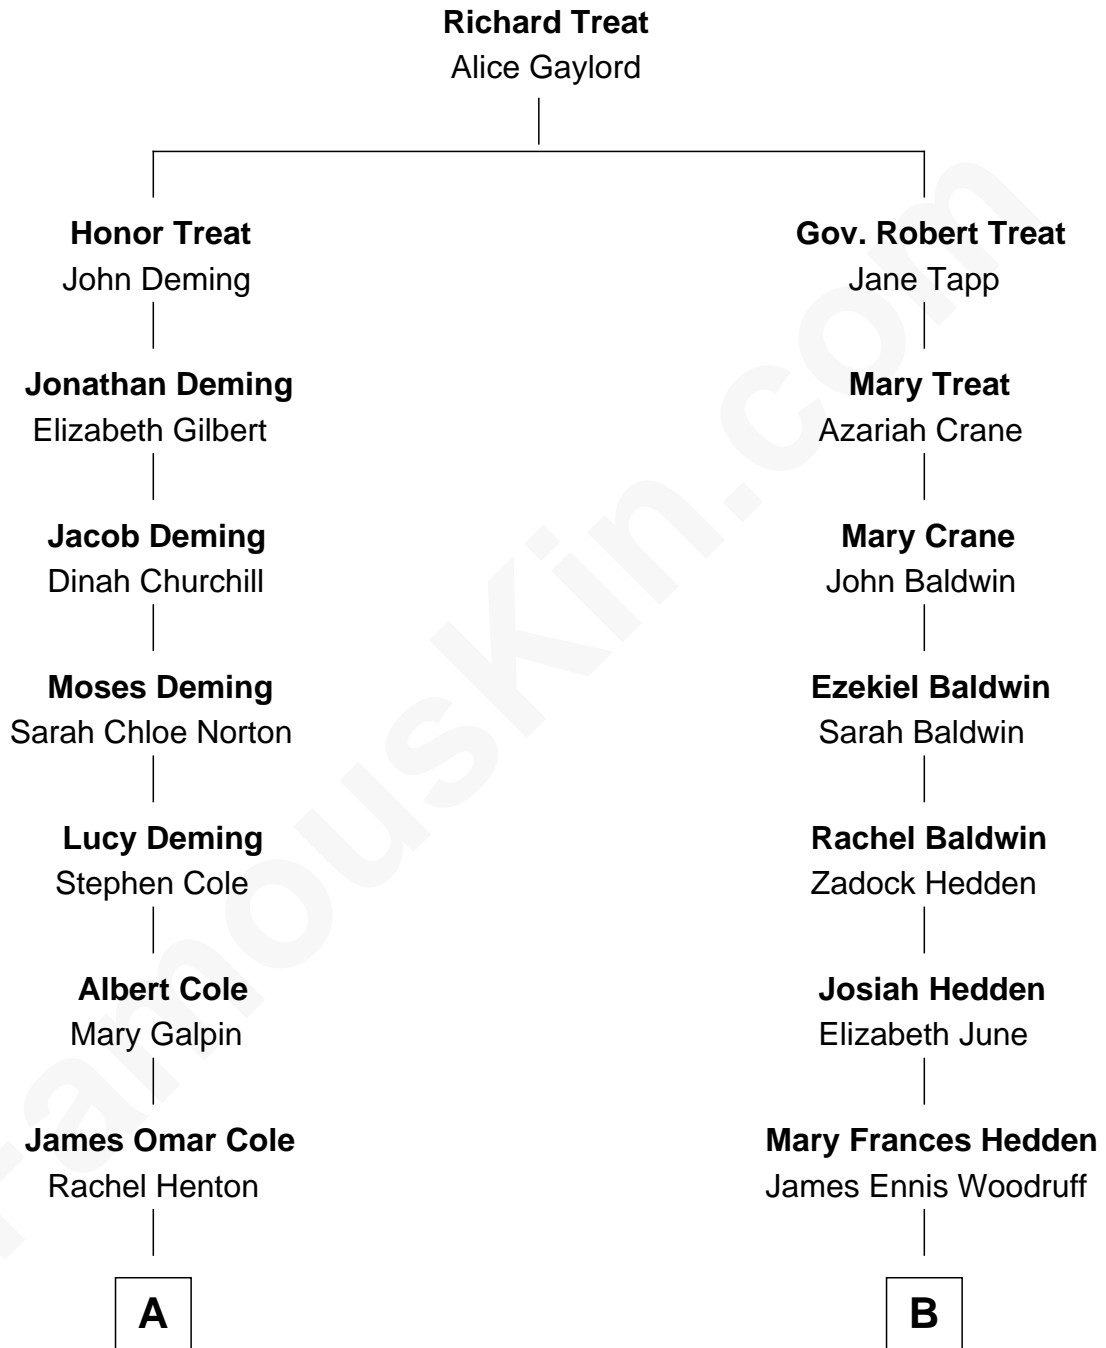 Richard Treat
Alice Gaylord
Honor Treat
John Deming
Gov. Robert Treat
Jane Tapp
Jonathan Deming
Elizabeth Gilbert
Mary Treat
Azariah Crane
Jacob Deming
Dinah Churchill
Mary Crane
John Baldwin
Moses Deming
Sarah Chloe Norton
Ezekiel Baldwin
Sarah Baldwin
Lucy Deming
Stephen Cole
Rachel Baldwin
Zadock Hedden
Albert Cole
Mary Galpin
Josiah Hedden
Elizabeth June
James Omar Cole
Rachel Henton
Mary Frances Hedden
James Ennis Woodruff
A
B
FamousKin.com